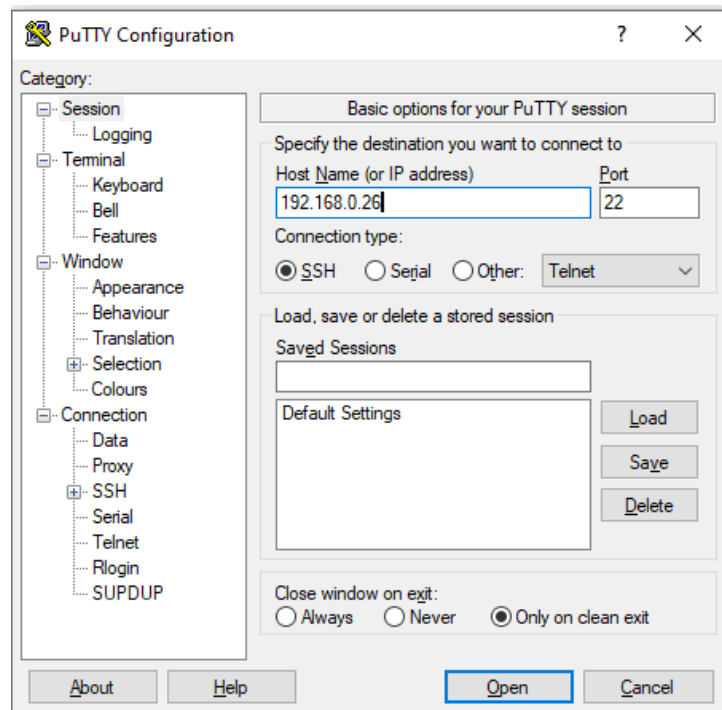 PuTTY Configuration
?
Category:
Session
Logging
Terminal
Keyboard
Bell
Features
Window
Appearance
Behaviour
Translation
Selection
Colours
Connection
Data
Proxy
SSH
Serial
Telnet
Rlogin
SUPDUP
Basic options for your PuTTY session
Specify the destination you want to connect to
Host Name (or IP address) Port
192.168.0.26 22
Connection type:
SSH Serial Other: Telnet
Load, save or delete a stored session
Saved Sessions
Default Settings
Load
Save
Delete
Close window on exit:
Always Never Only on clean exit
About Help Open Cancel